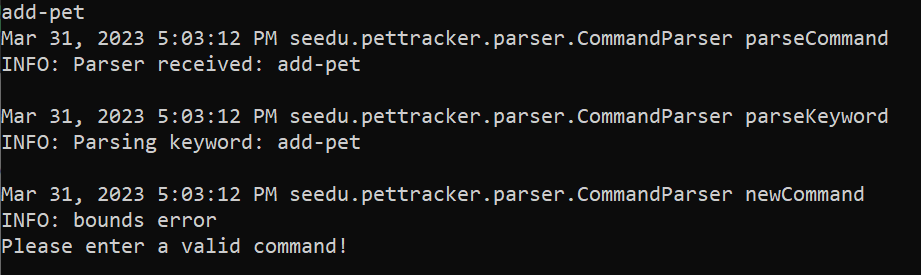 add-pet
Mar 31, 2023 5:03:12 PM seedu.pettracker.parser.CommandParser parseCommand
INFO: Parser received: add-pet
Mar 31, 2023 5:03:12 PM seedu.pettracker.parser.CommandParser parseKeyword
INFO: Parsing keyword: add-pet
Mar 31, 2023 5:03:12 PM seedu.pettracker.parser.CommandParser newCommand
INFO: bounds error
Please enter a valid command!